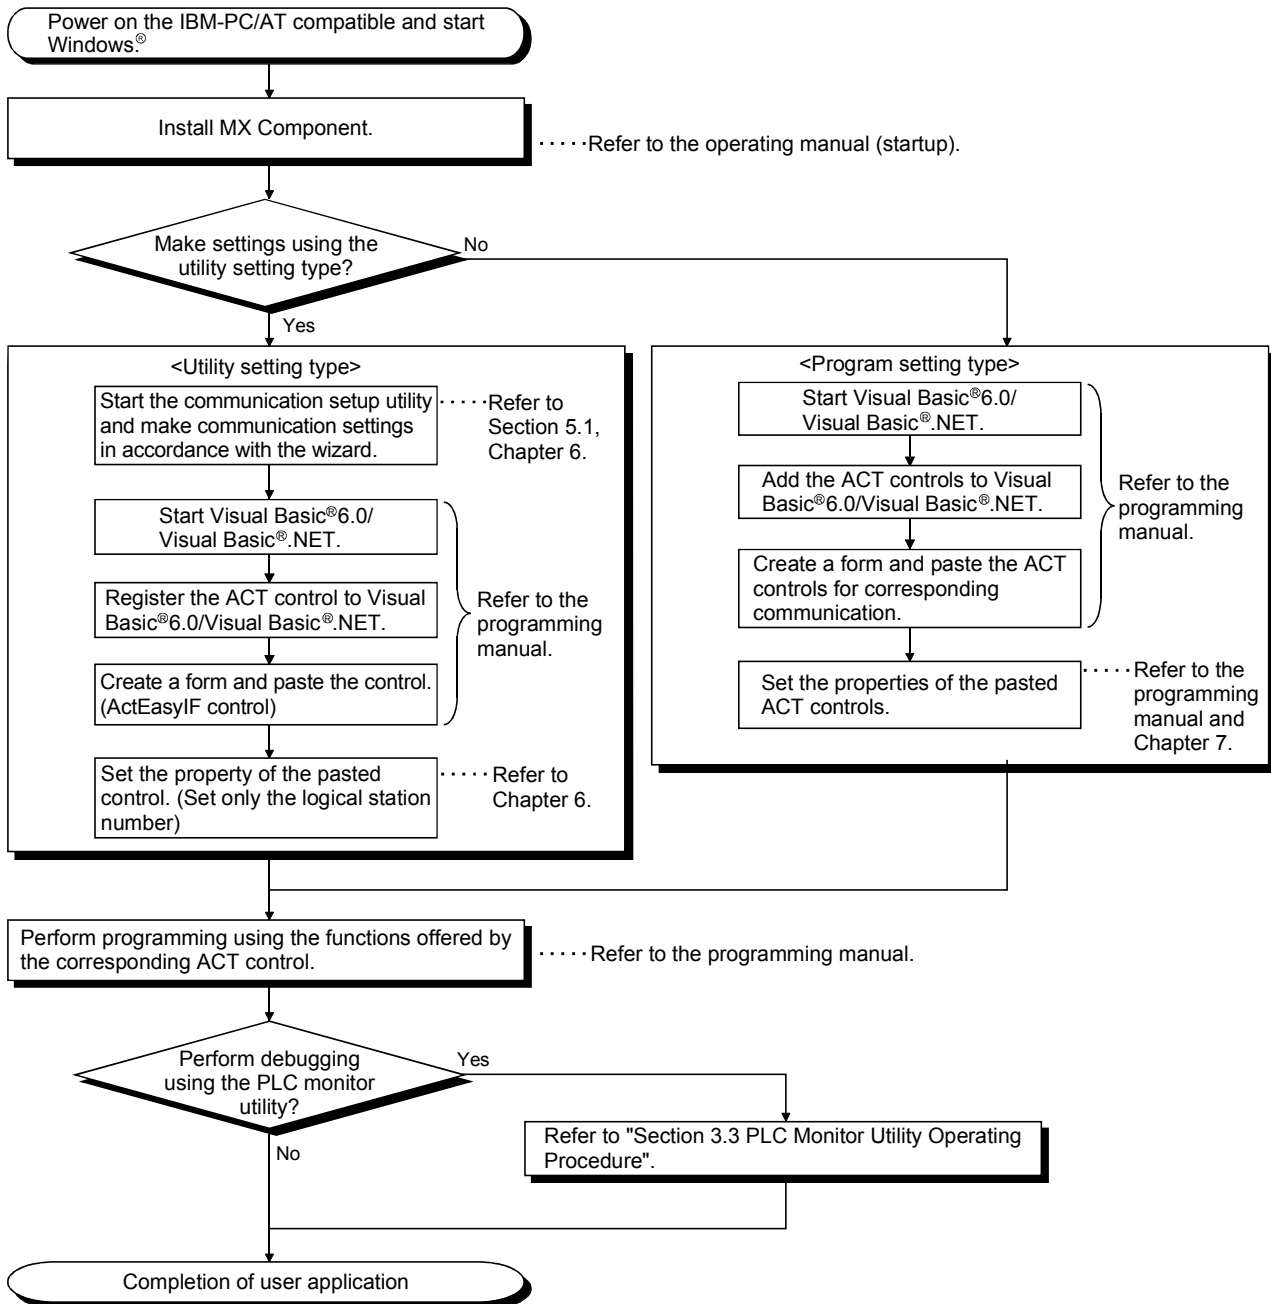 Power on the IBM-PC/AT compatible and start
Windows.®
Install MX Component.
·····Refer to the operating manual (startup).
Make settings using the
utility setting type?
No
Yes
<Utility setting type>
Start the communication setup utility
and make communication settings
in accordance with the wizard.
·····Refer to
Section 5.1,
Chapter 6.
Start Visual Basic®6.0/
Visual Basic®.NET.
Register the ACT control to Visual
Basic®6.0/Visual Basic®.NET.
Create a form and paste the control.
(ActEasyIF control)
Refer to the
programming
manual.
Set the property of the pasted
control. (Set only the logical station
number)
····· Refer to
Chapter 6.
<Program setting type>
Start Visual Basic®6.0/
Visual Basic®.NET.
Add the ACT controls to Visual
Basic®6.0/Visual Basic®.NET.
Create a form and paste the ACT
controls for corresponding
communication.
Refer to the
programming
manual.
Set the properties of the pasted
ACT controls.
·····Refer to the
programming
manual and
Chapter 7.
Perform programming using the functions offered by
the corresponding ACT control.
·····Refer to the programming manual.
Perform debugging
using the PLC monitor
utility?
Yes
No
Refer to "Section 3.3 PLC Monitor Utility Operating
Procedure".
Completion of user application